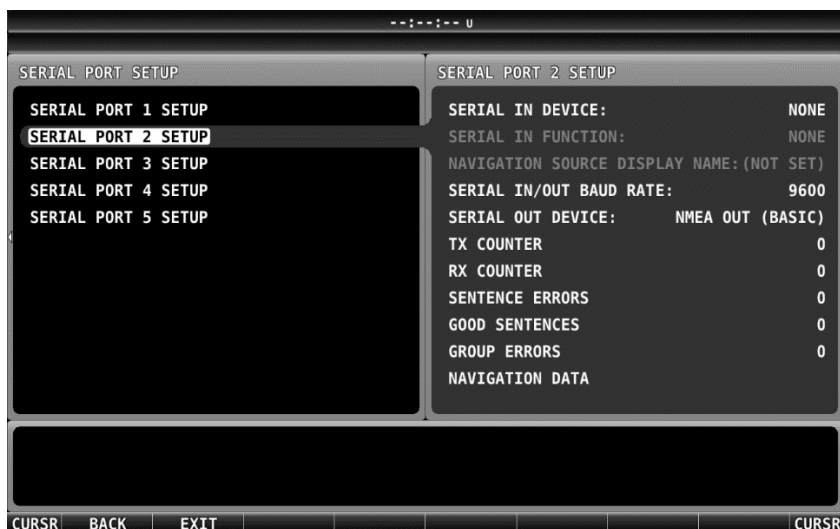 --:--:-- U
SERIAL PORT SETUP
SERIAL PORT 1 SETUP
SERIAL PORT 2 SETUP
SERIAL PORT 3 SETUP
SERIAL PORT 4 SETUP
SERIAL PORT 5 SETUP
SERIAL PORT 2 SETUP
SERIAL IN DEVICE: NONE
SERIAL IN FUNCTION: NONE
NAVIGATION SOURCE DISPLAY NAME:(NOT SET)
SERIAL IN/OUT BAUD RATE: 9600
SERIAL OUT DEVICE: NMEA OUT (BASIC)
TX COUNTER 0
RX COUNTER 0
SENTENCE ERRORS 0
GOOD SENTENCES 0
GROUP ERRORS 0
NAVIGATION DATA
CURSR BACK EXIT CURSR